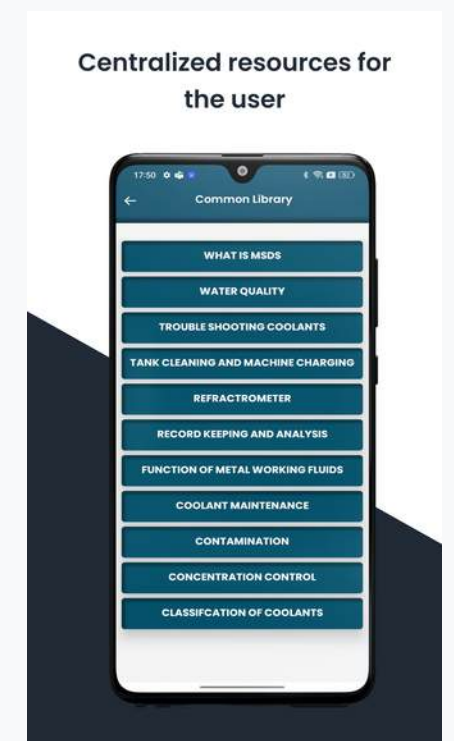 Centralized resources for
the user
17:50
Common Library
WHAT IS MSDS
WATER QUALITY
TROUBLE SHOOTING COOLANTS
TANK CLEANING AND MACHINE CHARGING
REFRACTROMETER
RECORD KEEPING AND ANALYSIS
FUNCTION OF METAL WORKING FLUIDS
COOLANT MAINTENANCE
CONTAMINATION
CONCENTRATION CONTROL
CLASSIFCATION OF COOLANTS